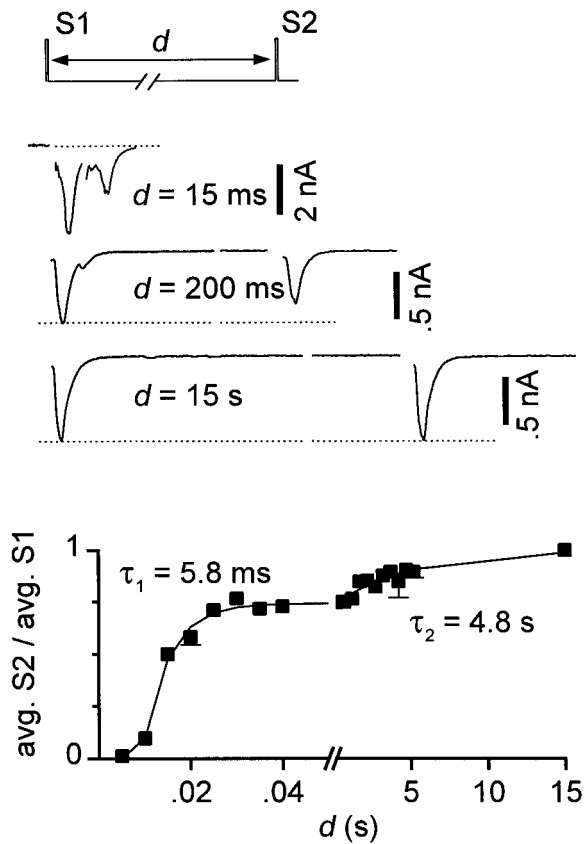 S1 S2
d
d = 15 ms
2 nA
d = 200 ms
.5 nA
d = 15 s
.5 nA
avg. S2 / avg. S1
1
0
τ1 = 5.8 ms
τ2 = 4.8 s
.02 .04 5 10 15
d (s)